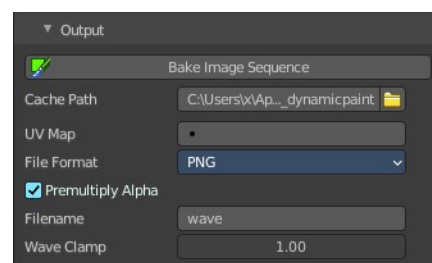 Output
Bake Image Sequence
Cache Path C:\Users\x\Ap..._dynamicpaint
UV Map
File Format PNG
Premultiply Alpha
Filename wave
Wave Clamp 1.00